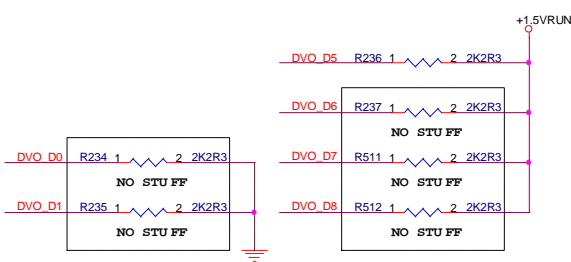 +1.5VRUN
DVO_D5 R236 1 2 2K2R3
DVO_D6 R237 1 2 2K2R3
NO STUFF
DVO_D0 R234 1 2 2K2R3
DVO_D7 R511 1 2 2K2R3
NO STUFF
NO STUFF
DVO_D1 R235 1 2 2K2R3
DVO_D8 R512 1 2 2K2R3
NO STUFF
NO STUFF